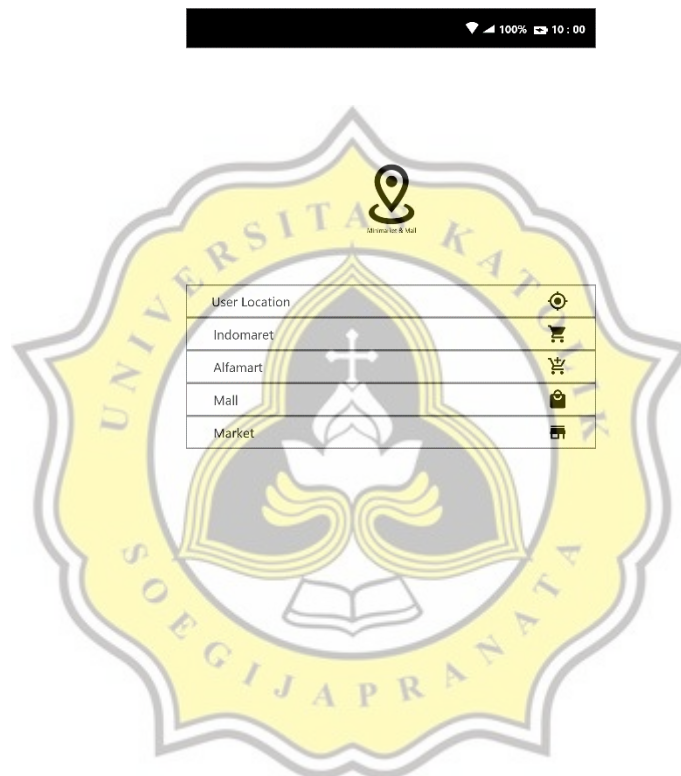 100% 10 : 00
UNIVERSITAS KATOLIK
Minimarket & Mall
User Location
Indomaret
Alfamart
Mall
Market
SOEGIJAPRANATA